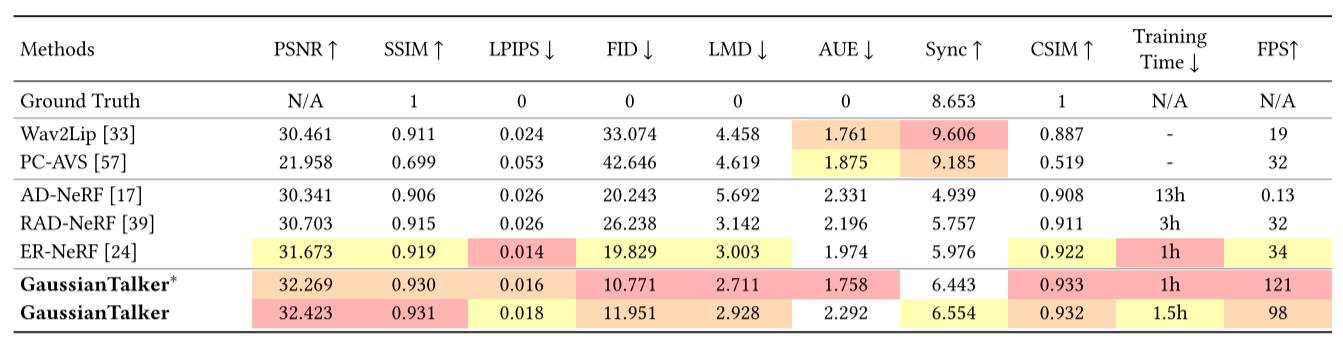 Methods PSNR ↑ SSIM ↑ LPIPS ↓ FID ↓ LMD ↓ AUE ↓ Sync ↑ CSIM ↑ Training Time ↓ FPS↑
Ground Truth N/A 1 0 0 0 0 8.653 1 N/A N/A
Wav2Lip [33] 30.461 0.911 0.024 33.074 4.458 1.761 9.606 0.887 - 19
PC-AVS [57] 21.958 0.699 0.053 42.646 4.619 1.875 9.185 0.519 - 32
AD-NeRF [17] 30.341 0.906 0.026 20.243 5.692 2.331 4.939 0.908 13h 0.13
RAD-NeRF [39] 30.703 0.915 0.026 26.238 3.142 2.196 5.757 0.911 3h 32
ER-NeRF [24] 31.673 0.919 0.014 19.829 3.003 1.974 5.976 0.922 1h 34
GaussianTalker* 32.269 0.930 0.016 10.771 2.711 1.758 6.443 0.933 1h 121
GaussianTalker 32.423 0.931 0.018 11.951 2.928 2.292 6.554 0.932 1.5h 98